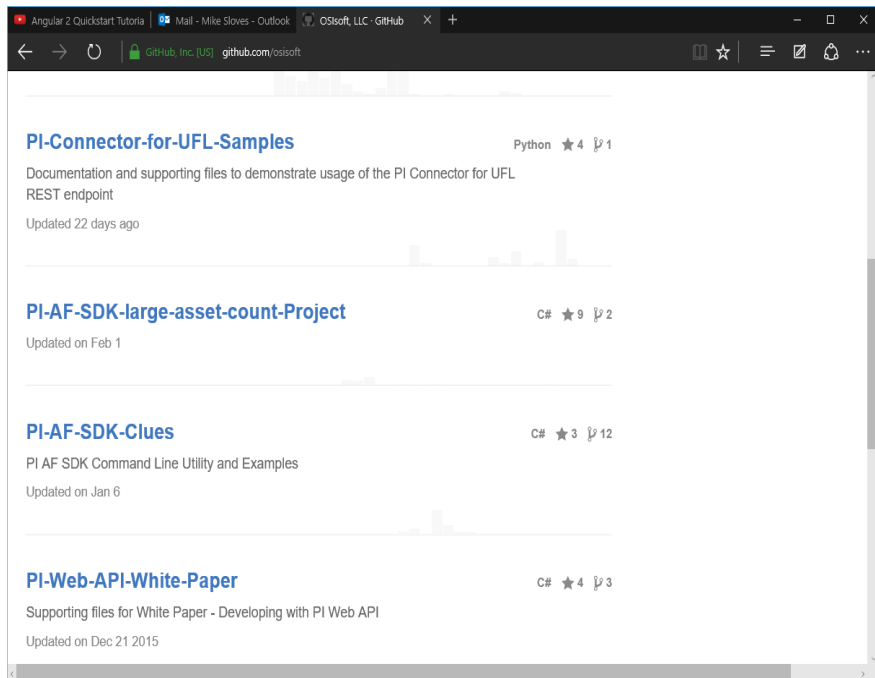 Angular 2 Quickstart Tutoria
Mail - Mike Sloves - Outlook
OSIsoft, LLC · GitHub
GitHub, Inc. [US] github.com/osisoft
PI-Connector-for-UFL-Samples
Python 4 1
Documentation and supporting files to demonstrate usage of the PI Connector for UFL
REST endpoint
Updated 22 days ago
PI-AF-SDK-large-asset-count-Project
C# 9 2
Updated on Feb 1
PI-AF-SDK-Clues
C# 3 12
PI AF SDK Command Line Utility and Examples
Updated on Jan 6
PI-Web-API-White-Paper
C# 4 3
Supporting files for White Paper - Developing with PI Web API
Updated on Dec 21 2015